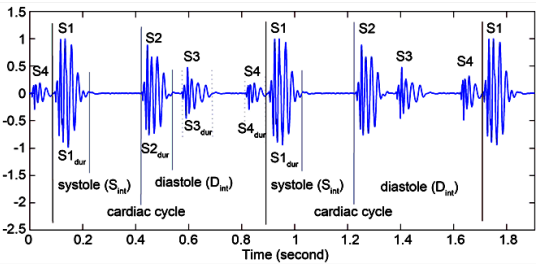 1.5
1
0.5
0
-0.5
-1
-1.5
-2
-2.5
S4
S1
S2
S3
S4
S1
S2
S3
S4
S1
S1dur
S2dur
S3dur
S4dur
S1dur
systole (Sint)
diastole (Dint)
systole (Sint)
diastole (Dint)
cardiac cycle
cardiac cycle
0 0.2 0.4 0.6 0.8 1 1.2 1.4 1.6 1.8
Time (second)